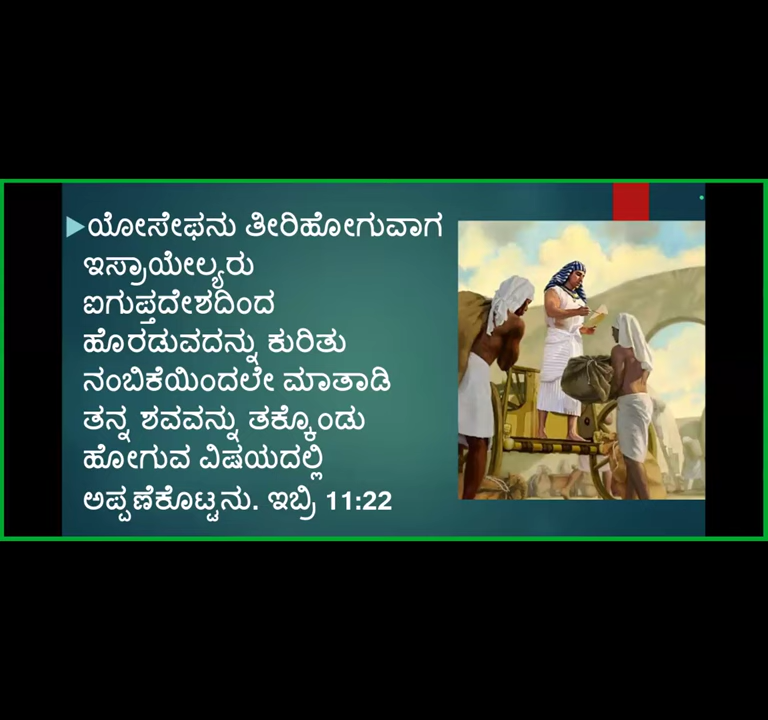 ಯೋಸೇಫನು ತೀರಿಹೋಗುವಾಗ
ಇಸ್ರಾಯೇಲ್ಯರು
ಐಗುಪ್ತದೇಶದಿಂದ
ಹೊರಡುವದನ್ನು ಕುರಿತು
ನಂಬಿಕೆಯಿಂದಲೇ ಮಾತಾಡಿ
ತನ್ನ ಶವವನ್ನು ತಕ್ಕೊಂಡು
ಹೋಗುವ ವಿಷಯದಲ್ಲಿ
ಅಪ್ಪಣೆಕೊಟ್ಟನು. ಇಬ್ರಿ 11:22